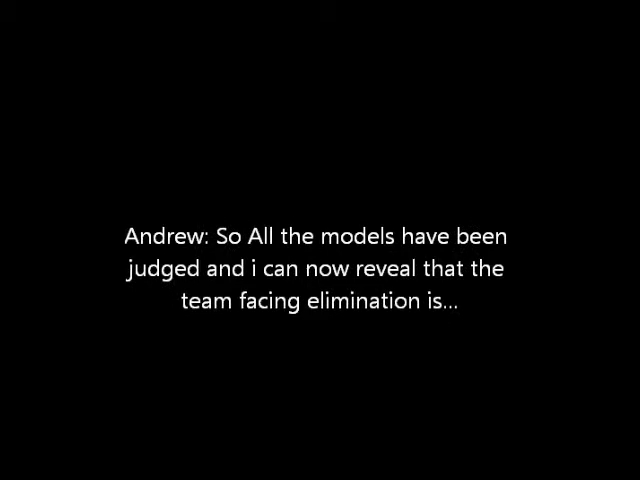 Andrew: So All the models have been
judged and i can now reveal that the
team facing elimination is...